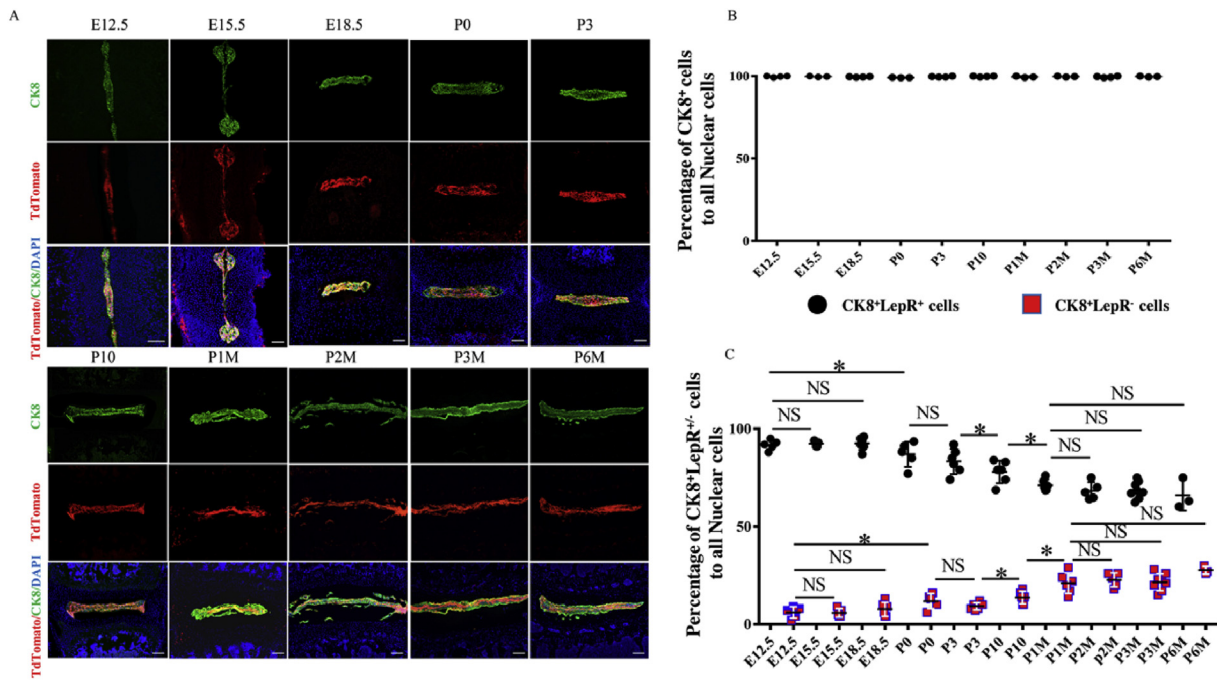 A
E12.5 E15.5 E18.5 P0 P3
CK8
TdTomato
TdTomato/CK8/DAPI
P10 P1M P2M P3M P6M
CK8
TdTomato
TdTomato/CK8/DAPI
B
Percentage of CK8+ cells
to all Nuclear cells
100
50
0
E12.5 E15.5 E18.5 P0 P3 P10 P1M P2M P3M P6M
CK8+LepR+ cells CK8+LepR- cells
C
Percentage of CK8+LepR+/- cells
to all Nuclear cells
100
50
0
* NS
NS NS
NS NS
NS * * NS
NS
* NS
NS NS
NS NS * * NS
E12.5 E12.5 E15.5 E15.5 E18.5 E18.5 P0 P0 P3 P3 P10 P10 P1M P1M P2M p2M P3M P3M P6M P6M